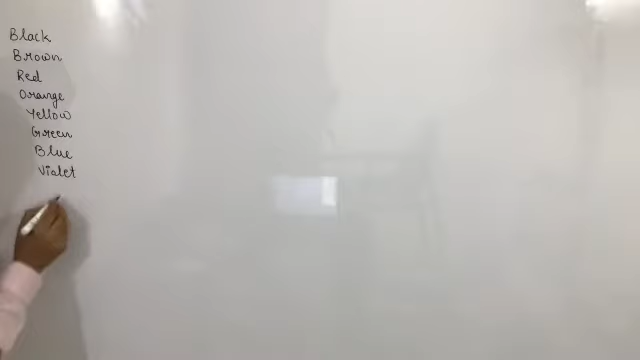 Black
Brown
Red
Orange
Yellow
Green
Blue
Violet